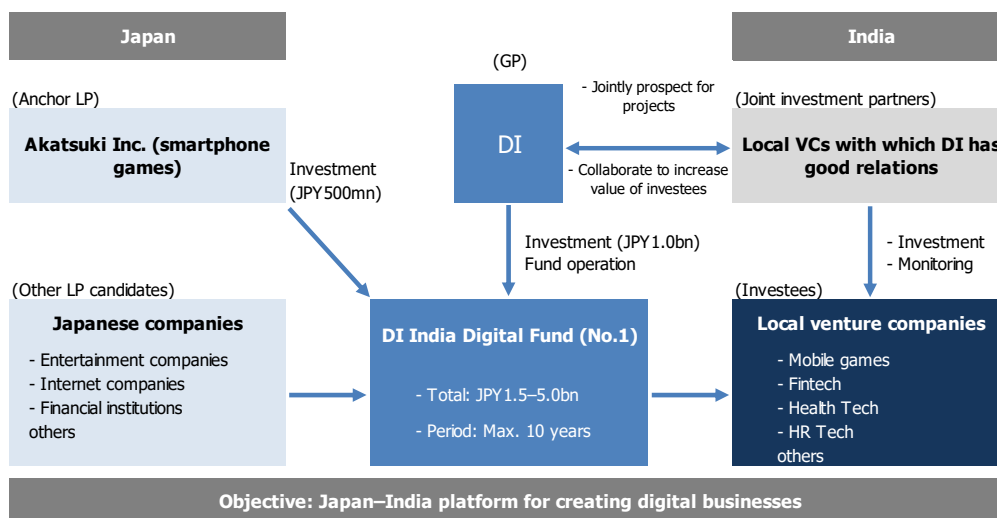 Japan
India
(GP)
- Jointly prospect for
projects
(Anchor LP)
(Joint investment partners)
Akatsuki Inc. (smartphone
games)
DI
Local VCs with which DI has
good relations
Investment
(JPY500mn)
- Collaborate to increase
value of investees
Investment (JPY1.0bn)
Fund operation
- Investment
- Monitoring
(Other LP candidates)
(Investees)
Japanese companies
- Entertainment companies
- Internet companies
- Financial institutions
others
DI India Digital Fund (No.1)
- Total: JPY1.5–5.0bn
- Period: Max. 10 years
Local venture companies
- Mobile games
- Fintech
- Health Tech
- HR Tech
others
Objective: Japan–India platform for creating digital businesses